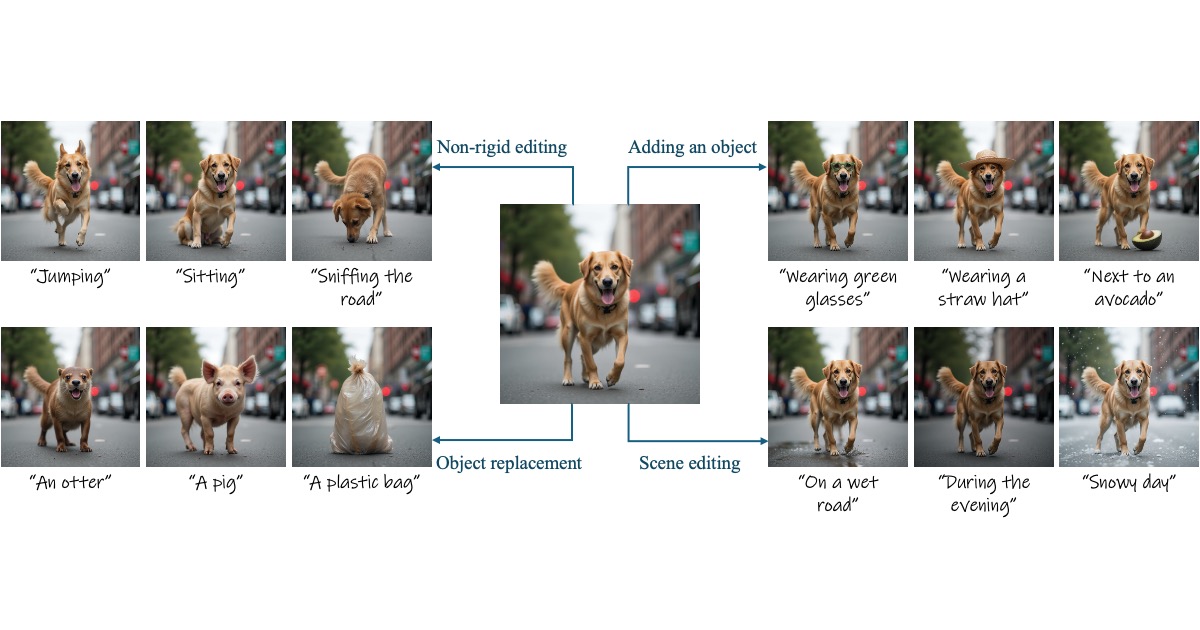 Non-rigid editing
Adding an object
“Jumping”
“Sitting”
“Sniffing the
road”
“Wearing green
glasses”
“Wearing a
straw hat”
“Next to an
avocado”
Object replacement
Scene editing
“An otter”
“A pig”
“A plastic bag”
“On a wet
road”
“During the
evening”
“Snowy day”